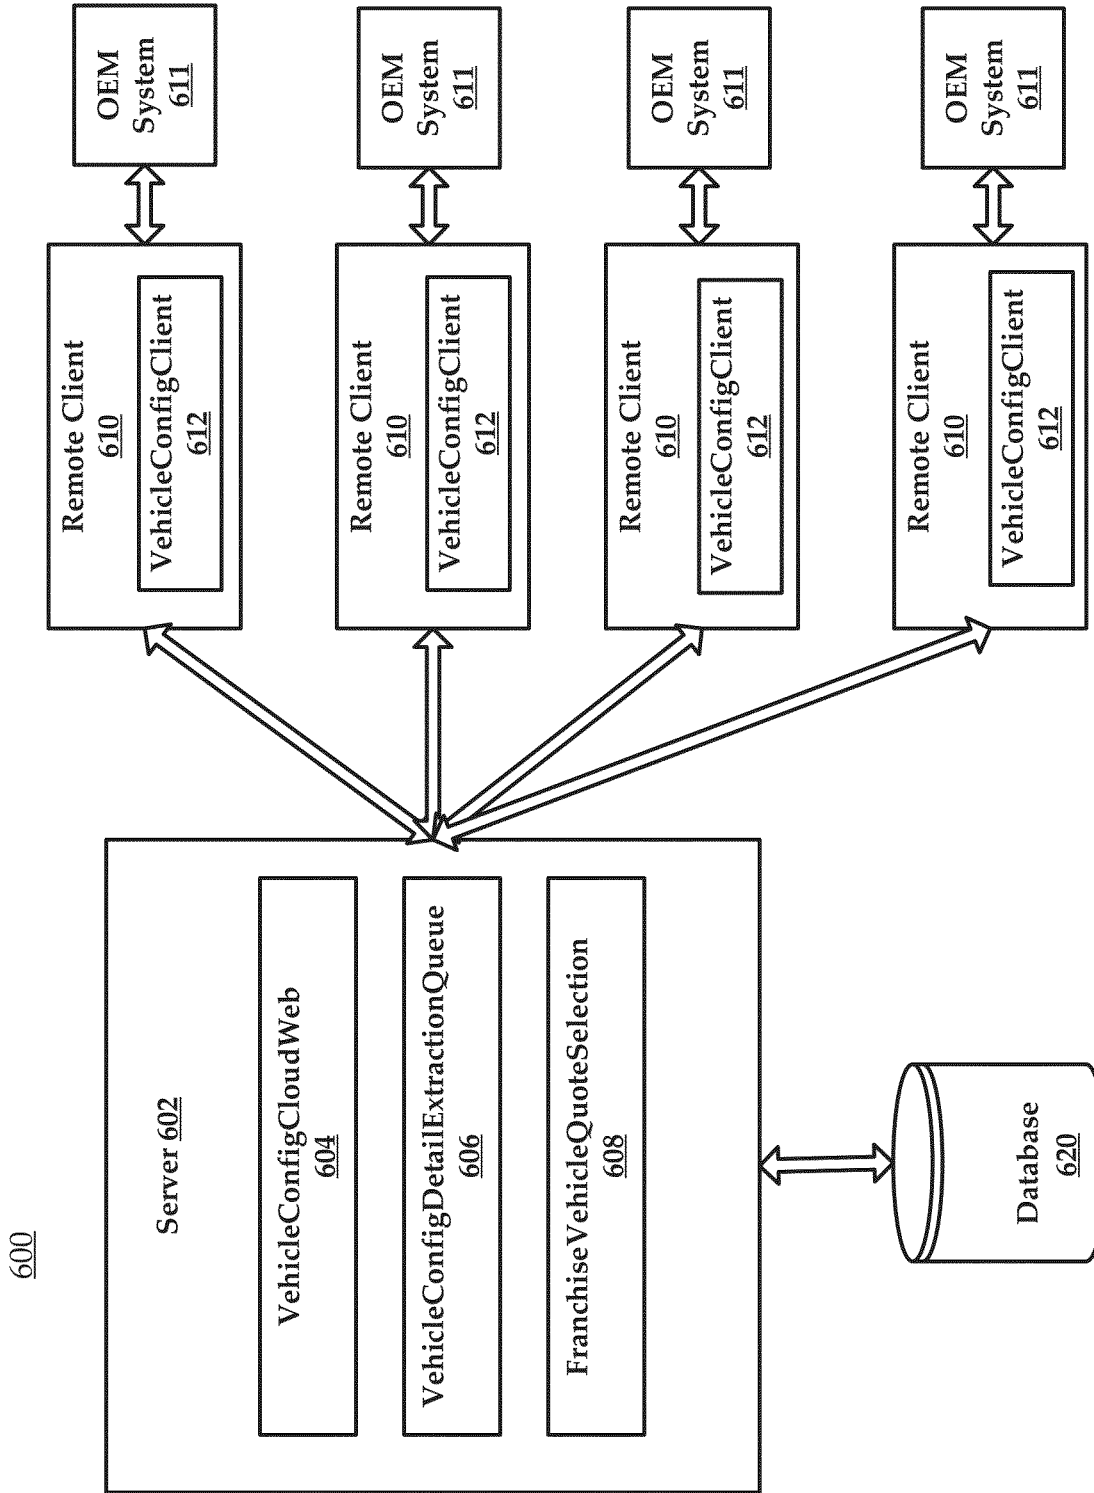 600
Server 602
VehicleConfigCloudWeb
604
VehicleConfigDetailExtractionQueue
606
FranchiseVehicleQuoteSelection
608
Database
620
Remote Client
610
VehicleConfigClient
612
OEM
System
611
Remote Client
610
VehicleConfigClient
612
OEM
System
611
Remote Client
610
VehicleConfigClient
612
OEM
System
611
Remote Client
610
VehicleConfigClient
612
OEM
System
611